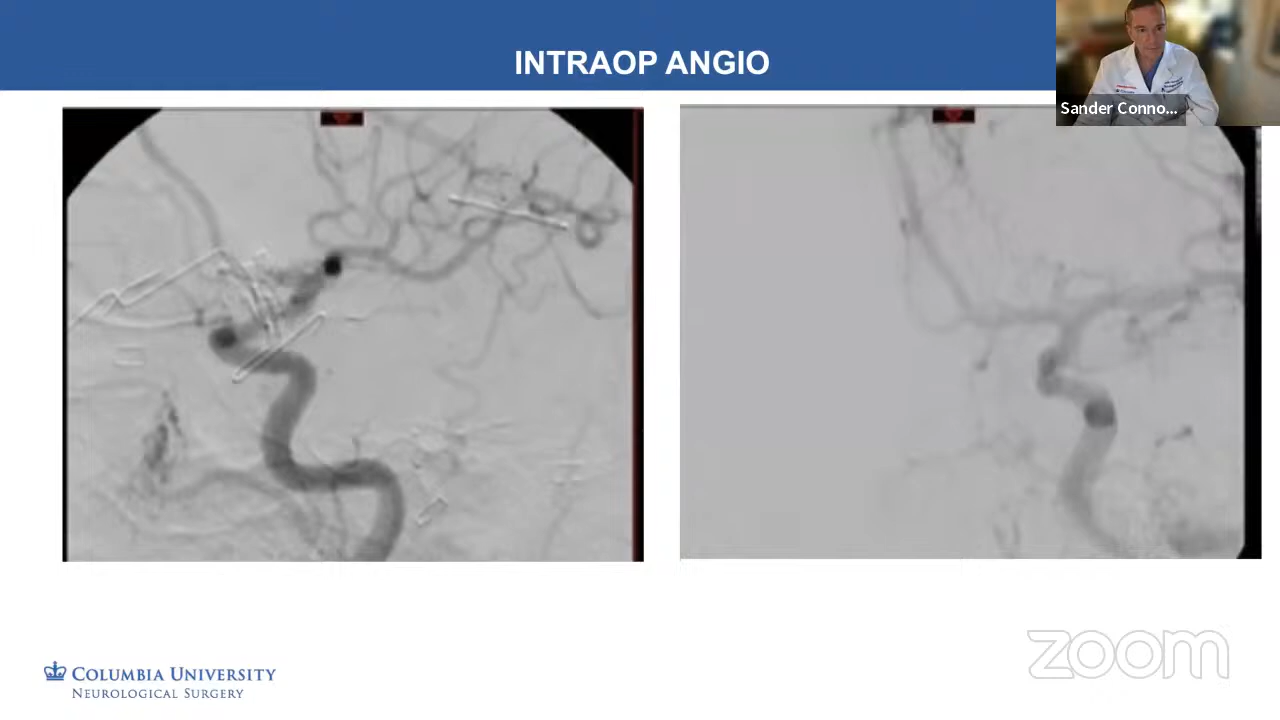 INTRAOP ANGIO
Sander Conno...
COLUMBIA UNIVERSITY
NEUROLOGICAL SURGERY
zoom